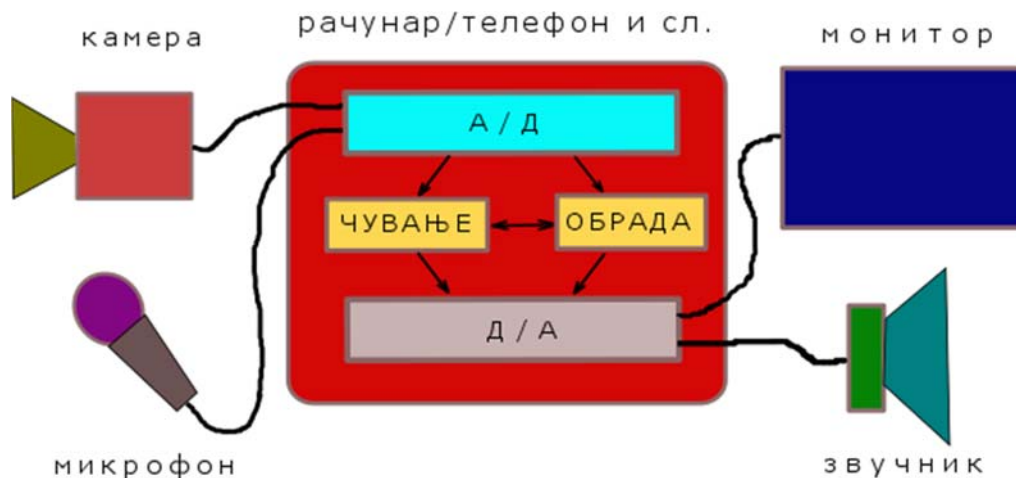 камера
рачунар/телефон и сл.
монитор
А / Д
ЧУВАЊЕ
ОБРАДА
Д / А
микрофон
звучник